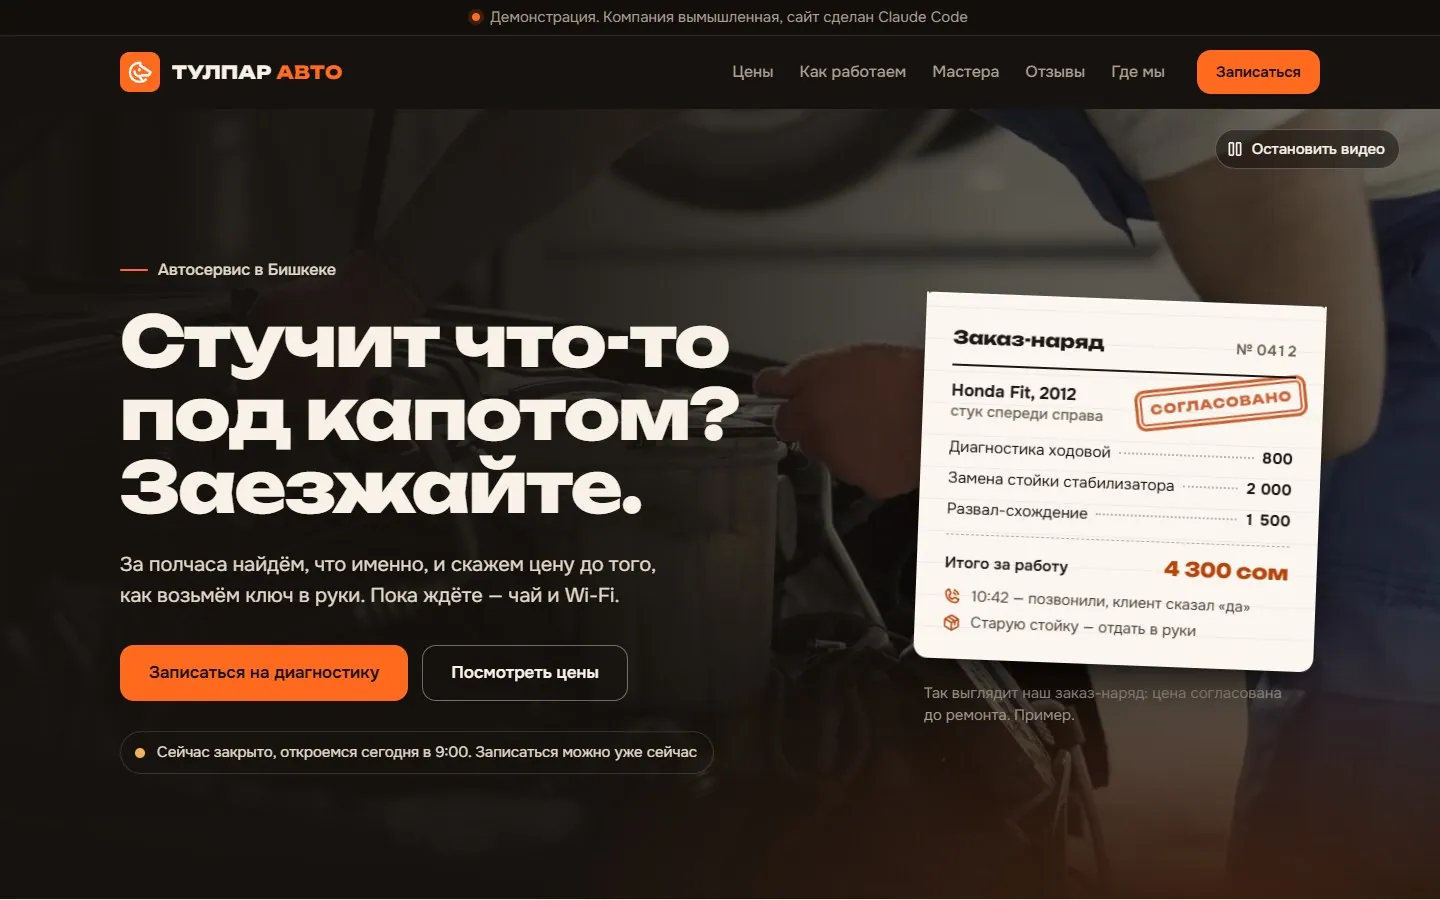 Демонстрация. Компания вымышленная, сайт сделан Claude Code
ТУЛПАР АВТО
Цены
Как работаем
Мастера
Отзывы
Где мы
Записаться
Остановить видео
Автосервис в Бишкеке
Стучит что-то
под капотом?
Заезжайте.
За полчаса найдём, что именно, и скажем цену до того,
как возьмём ключ в руки. Пока ждёте — чай и Wi-Fi.
Записаться на диагностику
Посмотреть цены
Сейчас закрыто, откроемся сегодня в 9:00. Записаться можно уже сейчас
Заказ-наряд
№ 0412
Honda Fit, 2012
стук спереди справа
СОГЛАСОВАНО
Диагностика ходовой 800
Замена стойки стабилизатора 2 000
Развал-схождение 1 500
Итого за работу 4 300 сом
10:42 — позвонили, клиент сказал «да»
Старую стойку — отдать в руки
Так выглядит наш заказ-наряд: цена согласована
до ремонта. Пример.